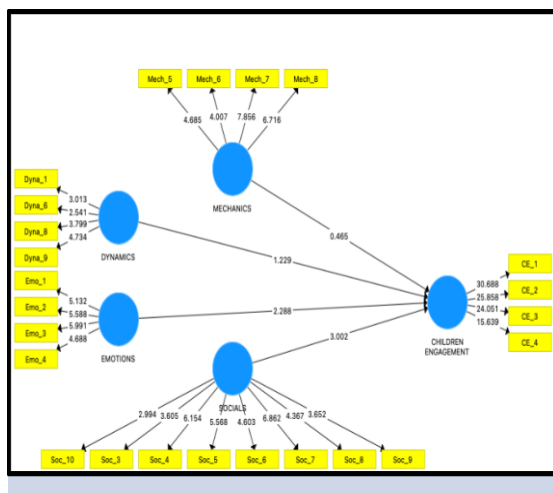 Mech_5 Mech_6 Mech_7 Mech_8
4.685 4.007 7.856 6.716
MECHANICS
Dyna_1
Dyna_6
Dyna_8
Dyna_9
3.013
2.541
3.799
4.734
DYNAMICS
0.465
1.229
Emo_1
Emo_2
Emo_3
Emo_4
5.132
5.588
5.991
4.688
EMOTIONS
2.288
3.002
CE_1
CE_2
CE_3
CE_4
30.688
25.858
24.051
15.639
CHILDREN
ENGAGEMENT
SOCIALS
2.994 3.605 6.154 5.568 4.603 6.862 4.367 3.652
Soc_10 Soc_3 Soc_4 Soc_5 Soc_6 Soc_7 Soc_8 Soc_9